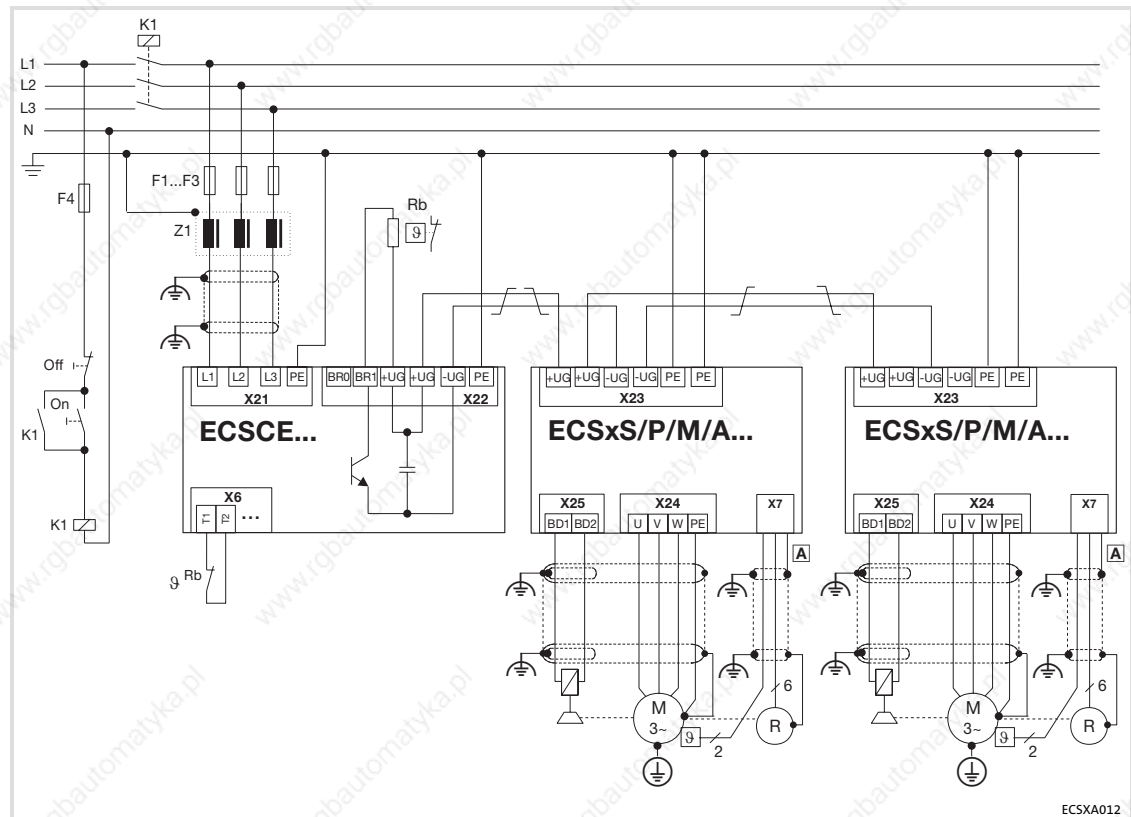 K1
L1
L2
L3
N
F4
F1...F3
Z1
Rb
ϑ
Off
On
K1
K1
L1 L2 L3 PE
X21
BR0 BR1 +UG +UG -UG PE
X22
ECSCE...
X6
T1 T2 ...
ϑ Rb
+UG +UG -UG -UG PE PE
X23
ECSxS/P/M/A...
X25
BD1 BD2
X24
U V W PE
X7
A
M
3~
ϑ
2
6
R
+UG +UG -UG -UG PE PE
X23
ECSxS/P/M/A...
X25
BD1 BD2
X24
U V W PE
X7
A
M
3~
ϑ
2
6
R
ECSXA012
www.rgbautomatyka.pl